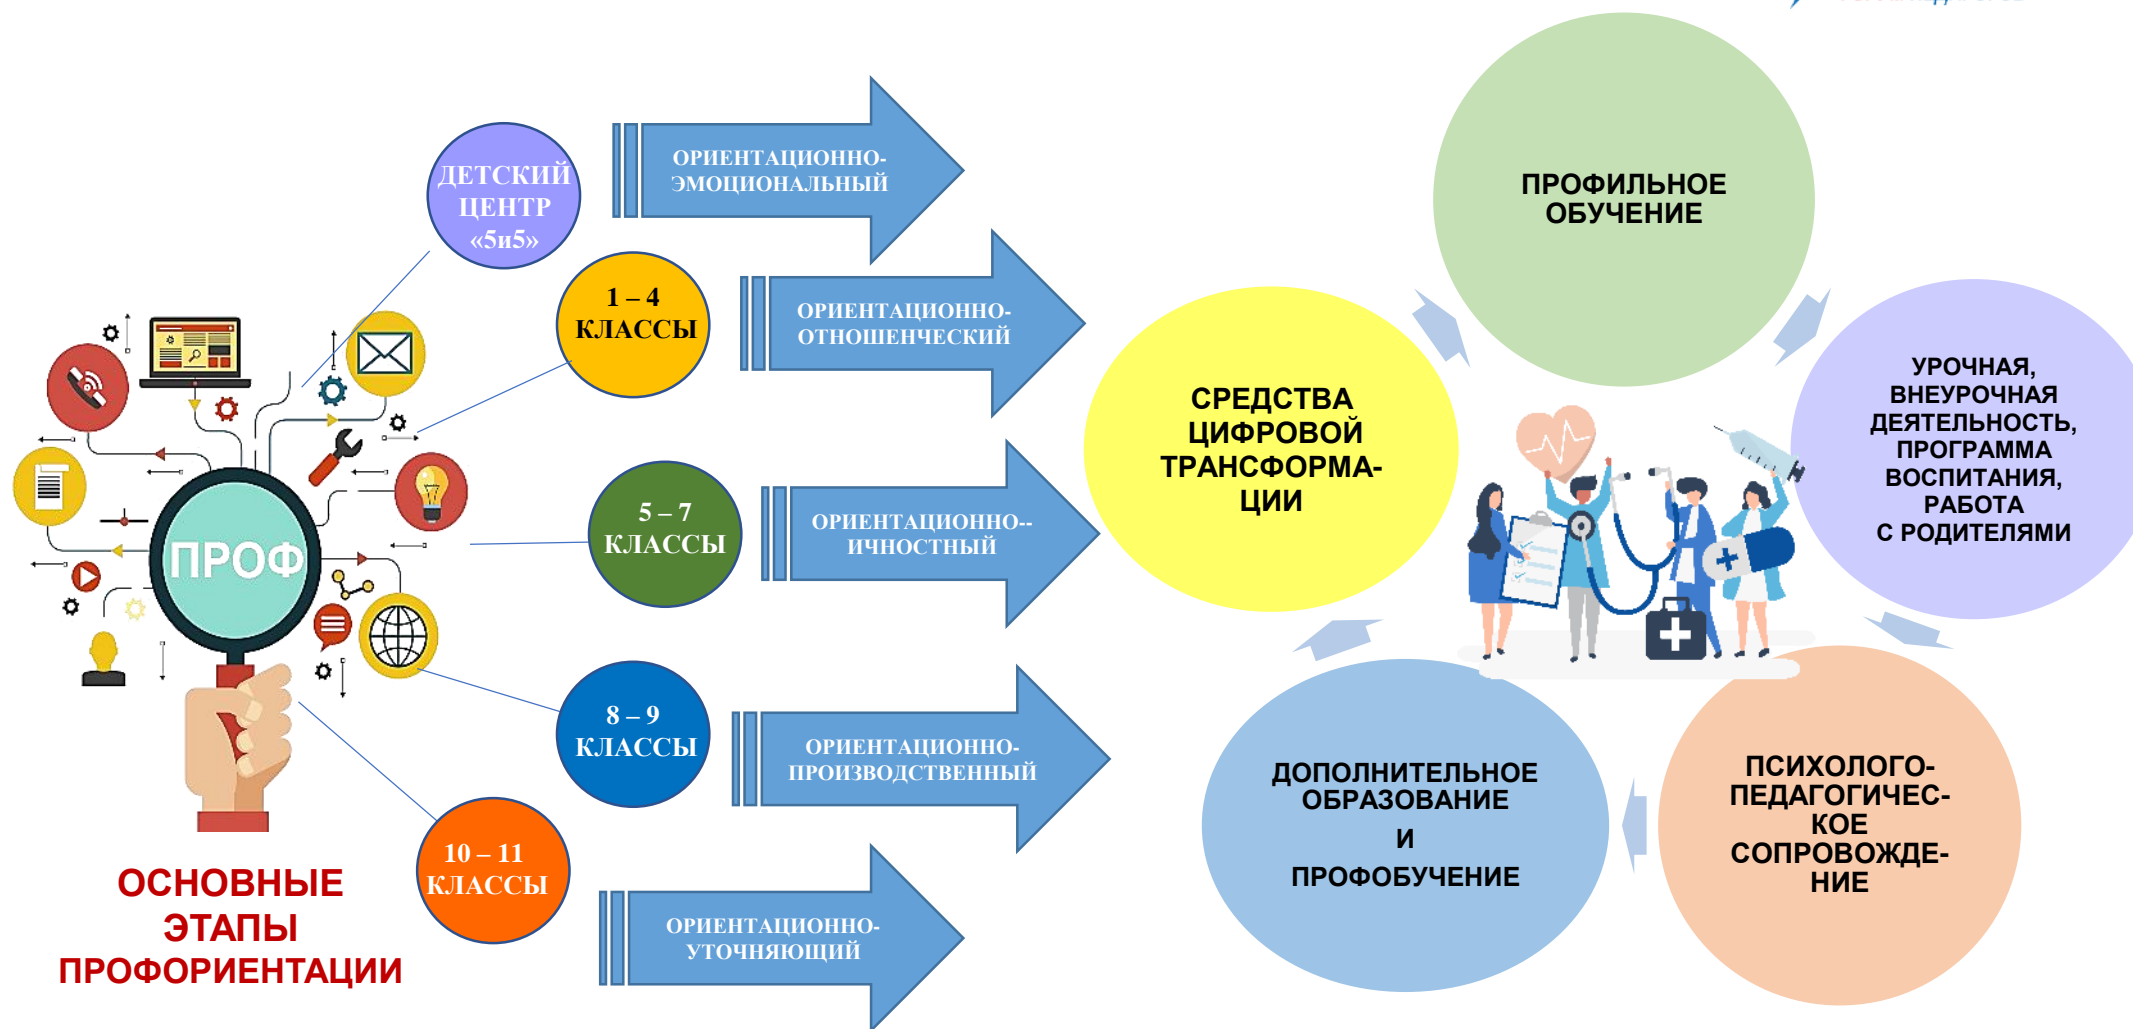 ДЕТСКИЙ
ЦЕНТР
«5и5»
ОРИЕНТАЦИОННО-
ЭМОЦИОНАЛЬНЫЙ
1 – 4
КЛАССЫ
ОРИЕНТАЦИОННО-
ОТНОШЕНЧЕСКИЙ
5 – 7
КЛАССЫ
ОРИЕНТАЦИОННО--
ИЧНОСТНЫЙ
8 – 9
КЛАССЫ
ОРИЕНТАЦИОННО-
ПРОИЗВОДСТВЕННЫЙ
10 – 11
КЛАССЫ
ОРИЕНТАЦИОННО-
УТОЧНЯЮЩИЙ
ПРОФ
ОСНОВНЫЕ
ЭТАПЫ
ПРОФОРИЕНТАЦИИ
ПРОФИЛЬНОЕ
ОБУЧЕНИЕ
УРОЧНАЯ,
ВНЕУРОЧНАЯ
ДЕЯТЕЛЬНОСТЬ,
ПРОГРАММА
ВОСПИТАНИЯ,
РАБОТА
С РОДИТЕЛЯМИ
ПСИХОЛОГО-
ПЕДАГОГИЧЕС-
КОЕ
СОПРОВОЖДЕ-
НИЕ
ДОПОЛНИТЕЛЬНОЕ
ОБРАЗОВАНИЕ
И
ПРОФОБУЧЕНИЕ
СРЕДСТВА
ЦИФРОВОЙ
ТРАНСФОРМА-
ЦИИ